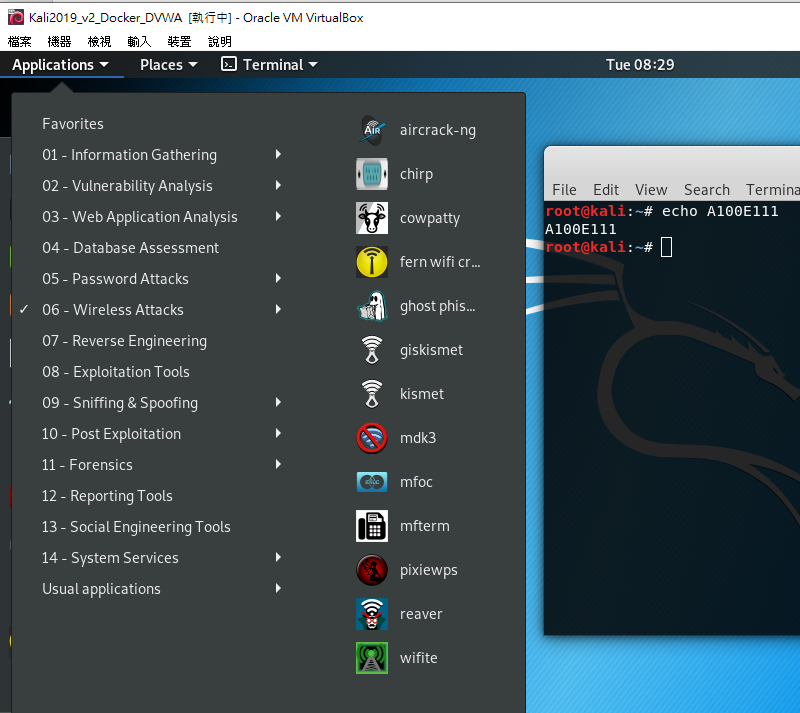 Kali2019_v2_Docker_DVWA [執行中] - Oracle VM VirtualBox
檔案 機器 檢視 輸入 裝置 說明
Applications Places Terminal Tue 08:29
Favorites
01 - Information Gathering
02 - Vulnerability Analysis
03 - Web Application Analysis
04 - Database Assessment
05 - Password Attacks
✓ 06 - Wireless Attacks
07 - Reverse Engineering
08 - Exploitation Tools
09 - Sniffing & Spoofing
10 - Post Exploitation
11 - Forensics
12 - Reporting Tools
13 - Social Engineering Tools
14 - System Services
Usual applications
aircrack-ng
chirp
cowpatty
fern wifi cr...
ghost phis...
giskismet
kismet
mdk3
mfoc
mfterm
pixiewps
reaver
wifite
File Edit View Search Termina
root@kali:~# echo A100E111
A100E111
root@kali:~#